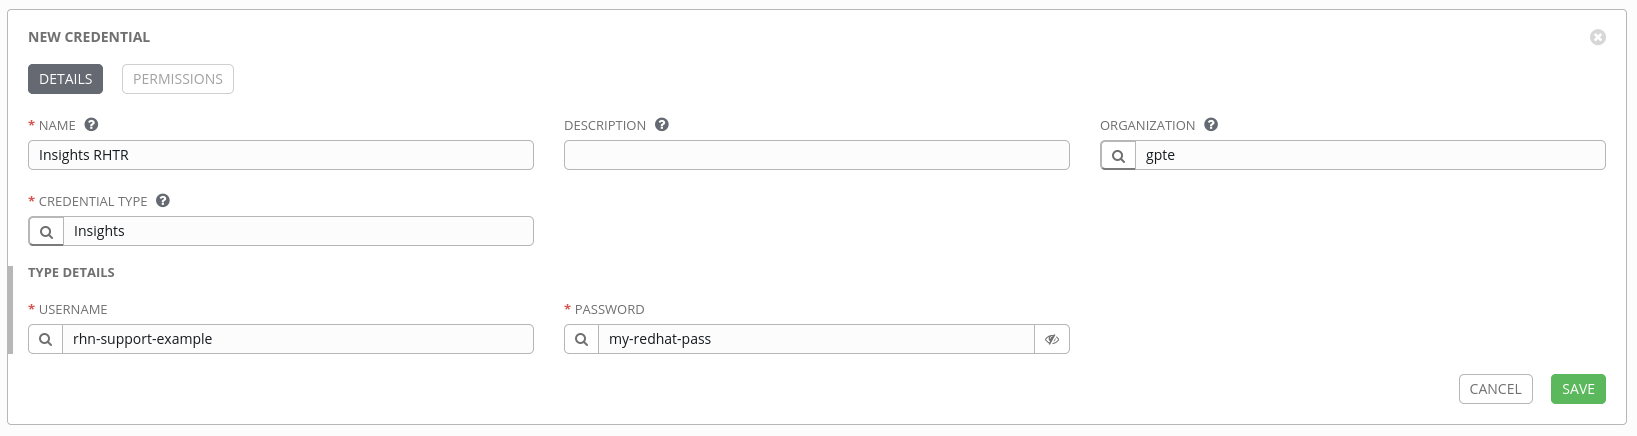 NEW CREDENTIAL
DETAILS PERMISSIONS
* NAME ? DESCRIPTION ? ORGANIZATION ?
Insights RHTR gpte
* CREDENTIAL TYPE ?
Insights
TYPE DETAILS
* USERNAME * PASSWORD
rhn-support-example my-redhat-pass
CANCEL SAVE